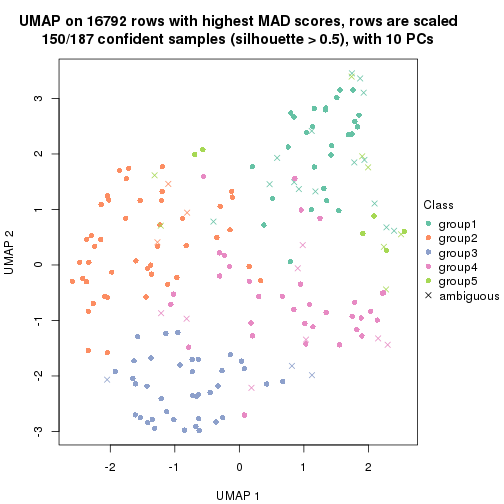 UMAP on 16792 rows with highest MAD scores, rows are scaled
150/187 confident samples (silhouette > 0.5), with 10 PCs
3
2
1
0
-1
-2
-3
UMAP 2
-2
-1
0
1
2
UMAP 1
Class
group1
group2
group3
group4
group5
ambiguous